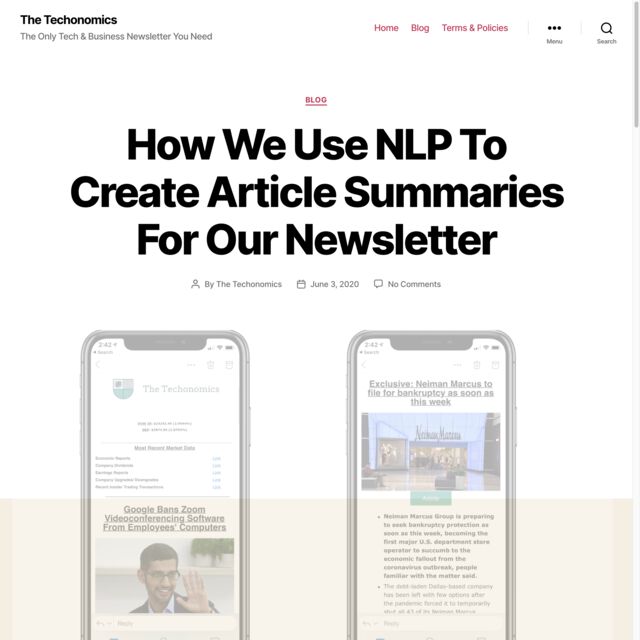 The Techonomics
The Only Tech & Business Newsletter You Need
Home Blog Terms & Policies
Menu
Search
BLOG
How We Use NLP To
Create Article Summaries
For Our Newsletter
By The Techonomics June 3, 2020 No Comments
2:42
Search
The Techonomics
Most Recent Market Data
Economic Reports Link
Company Dividends Link
Earnings Reports Link
Company Upgrades/Downgrades Link
Recent Insider Trading Transactions Link
Google Bans Zoom
Videoconferencing Software
From Employees' Computers
Reply
2:42
Search
Exclusive: Neiman Marcus to
file for bankruptcy as soon as
this week
Neiman Marcus
• Neiman Marcus Group is preparing
to seek bankruptcy protection as
soon as this week, becoming the
first major U.S. department store
operator to succumb to the
economic fallout from the
coronavirus outbreak, people
familiar with the matter said.
• The debt-laden Dallas-based company
has been left with few options after
the pandemic forced it to temporarily
shut all 43 of its Neiman Marcus
Reply